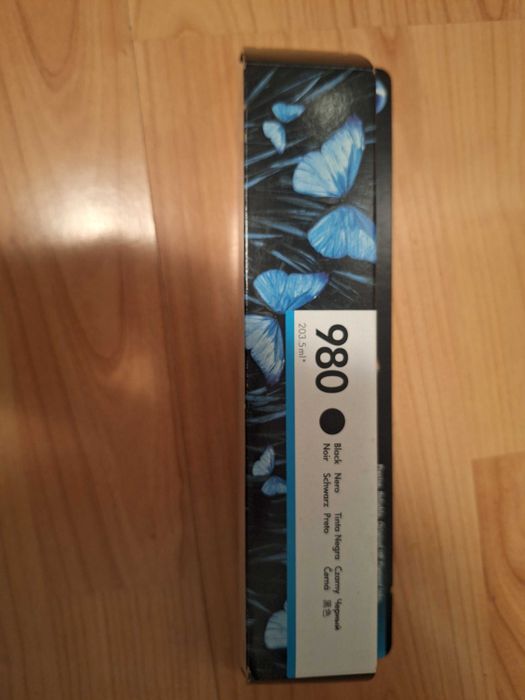 980
203.5 ml*
Black Nero Tinta Negra Czarny Черный
Noir Schwarz Preto Černá 黑色